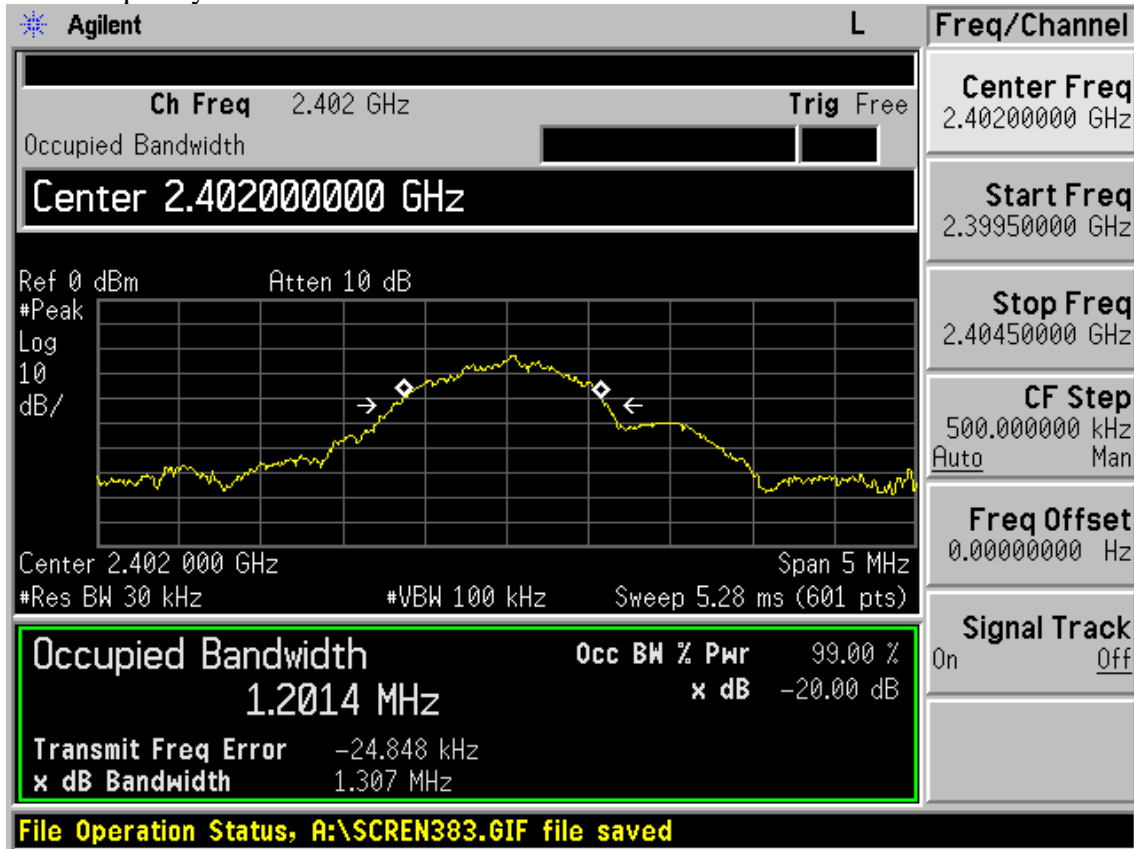 Agilent L Freq/Channel
Ch Freq 2.402 GHz Trig Free
Occupied Bandwidth
Center 2.402000000 GHz
Ref 0 dBm Atten 10 dB
#Peak
Log
10
dB/
Center 2.402 000 GHz Span 5 MHz
#Res BW 30 kHz #VBW 100 kHz Sweep 5.28 ms (601 pts)
Occupied Bandwidth
1.2014 MHz
Occ BW % Pwr 99.00 %
x dB -20.00 dB
Transmit Freq Error -24.848 kHz
x dB Bandwidth 1.307 MHz
File Operation Status, A:\SCREN383.GIF file saved
Center Freq
2.40200000 GHz
Start Freq
2.39950000 GHz
Stop Freq
2.40450000 GHz
CF Step
500.000000 kHz
Auto Man
Freq Offset
0.00000000 Hz
Signal Track
On Off